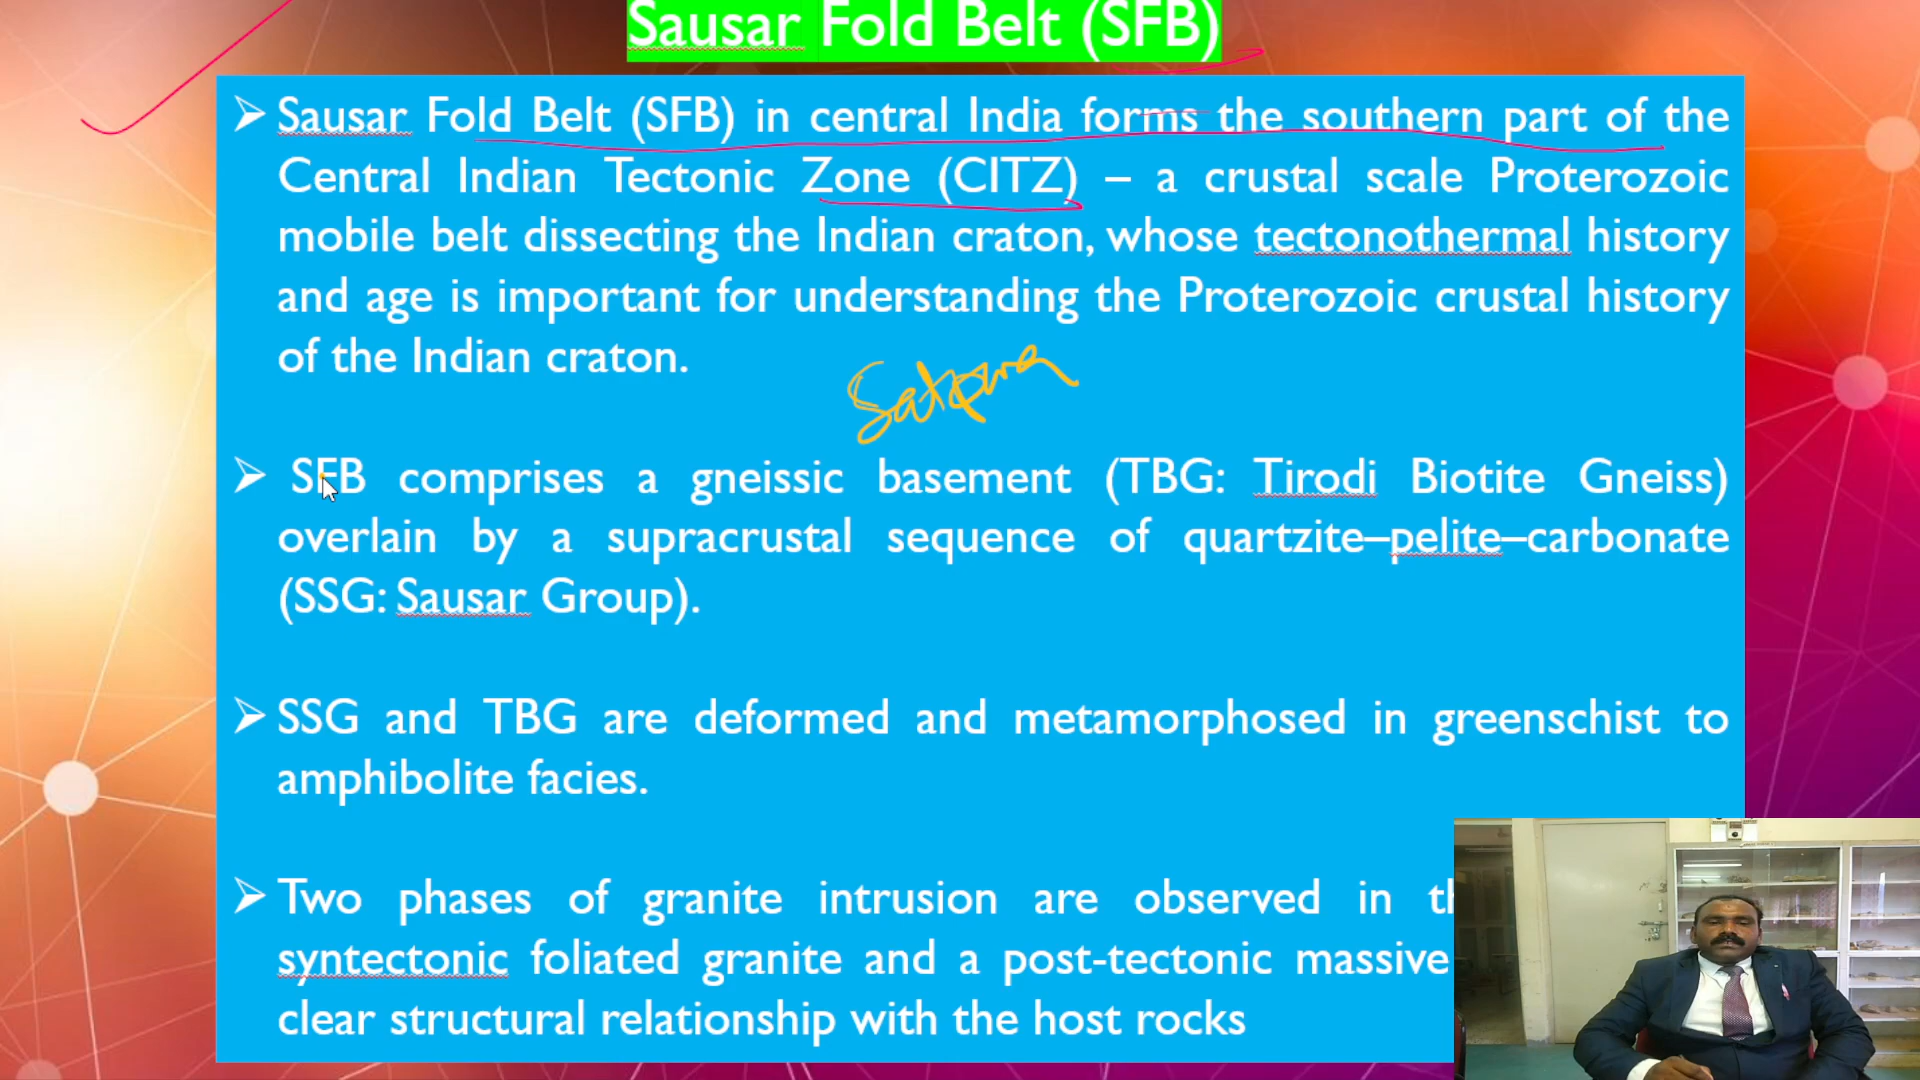 Sausar Fold Belt (SFB)
➢ Sausar Fold Belt (SFB) in central India forms the southern part of the
Central Indian Tectonic Zone (CITZ) – a crustal scale Proterozoic
mobile belt dissecting the Indian craton, whose tectonothermal history
and age is important for understanding the Proterozoic crustal history
of the Indian craton.
Satpura
➢ SFB comprises a gneissic basement (TBG: Tirodi Biotite Gneiss)
overlain by a supracrustal sequence of quartzite–pelite–carbonate
(SSG: Sausar Group).
➢ SSG and TBG are deformed and metamorphosed in greenschist to
amphibolite facies.
➢ Two phases of granite intrusion are observed in
syntectonic foliated granite and a post-tectonic massive
clear structural relationship with the host rocks